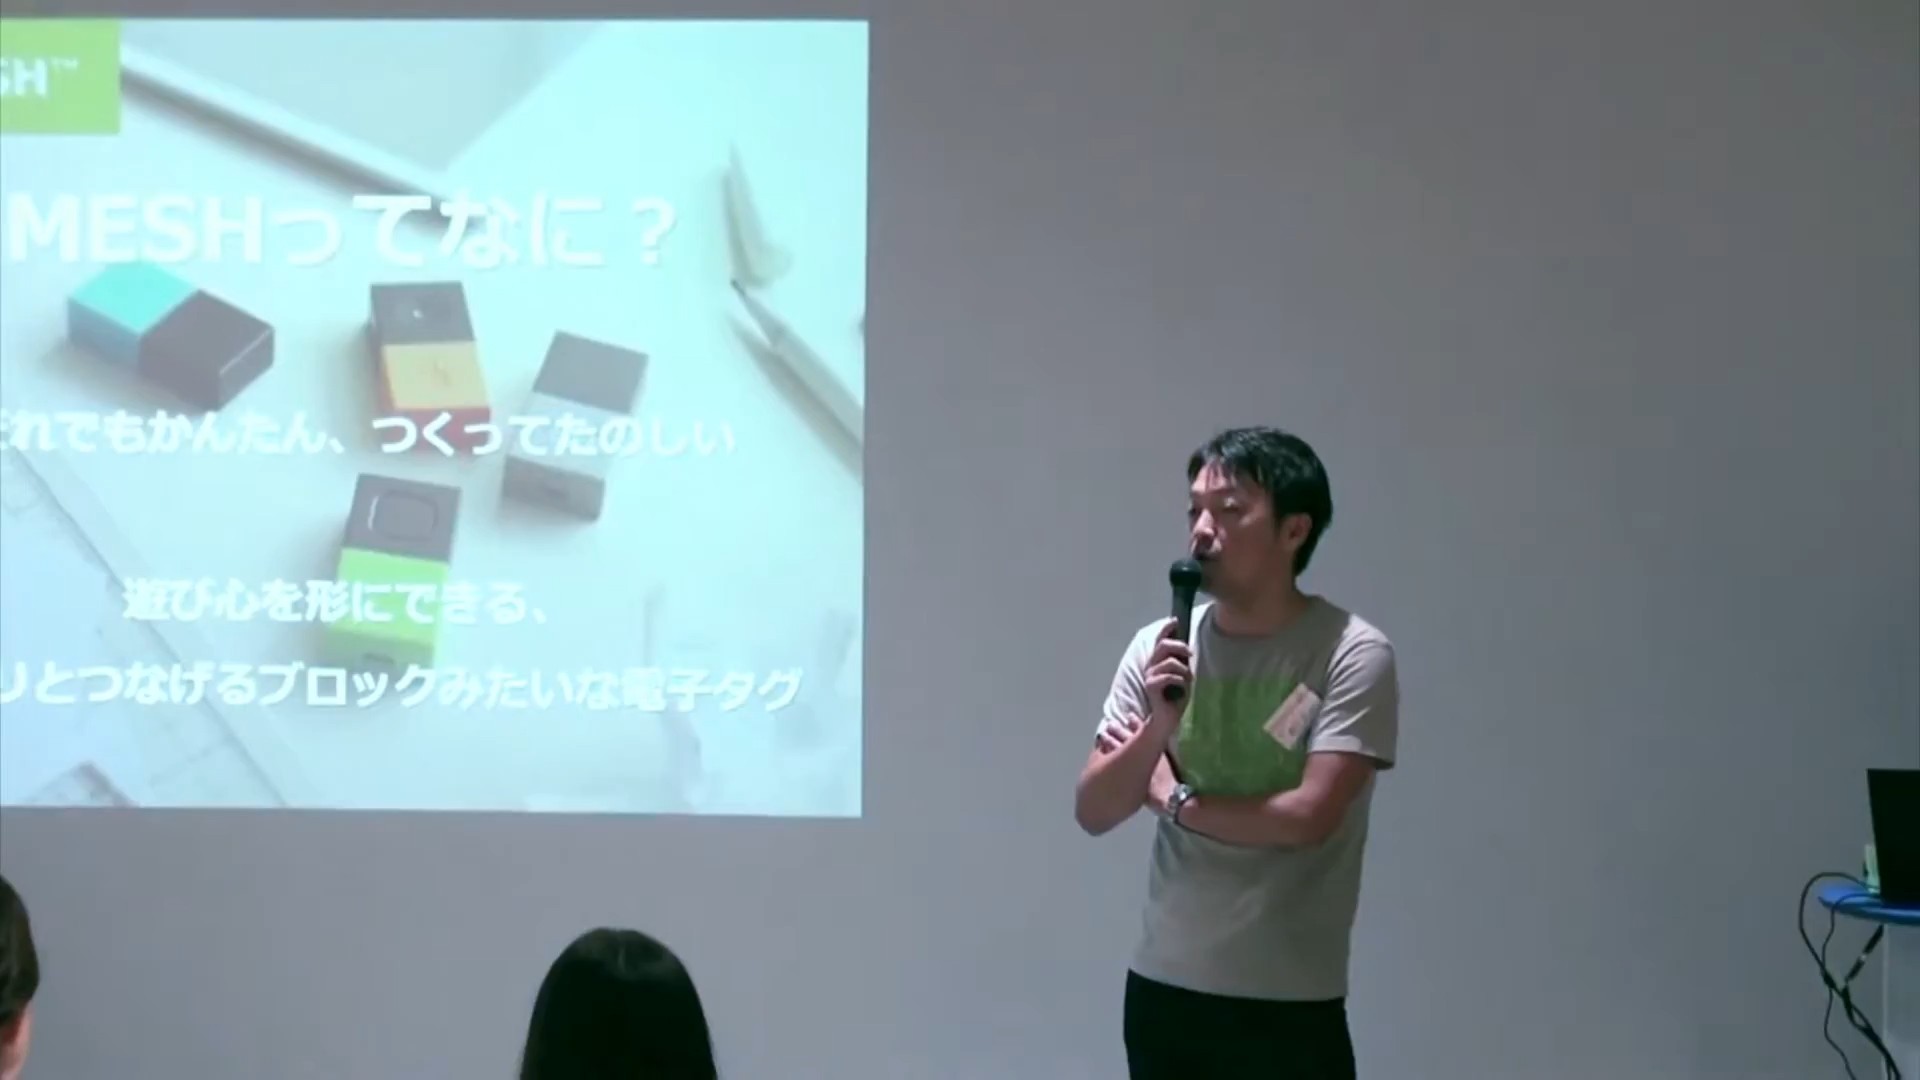 SH™
MESHってなに？
だれでもかんたん、つくってたのしい
遊び心を形にできる、
リとつなげるブロックみたいな電子タグ